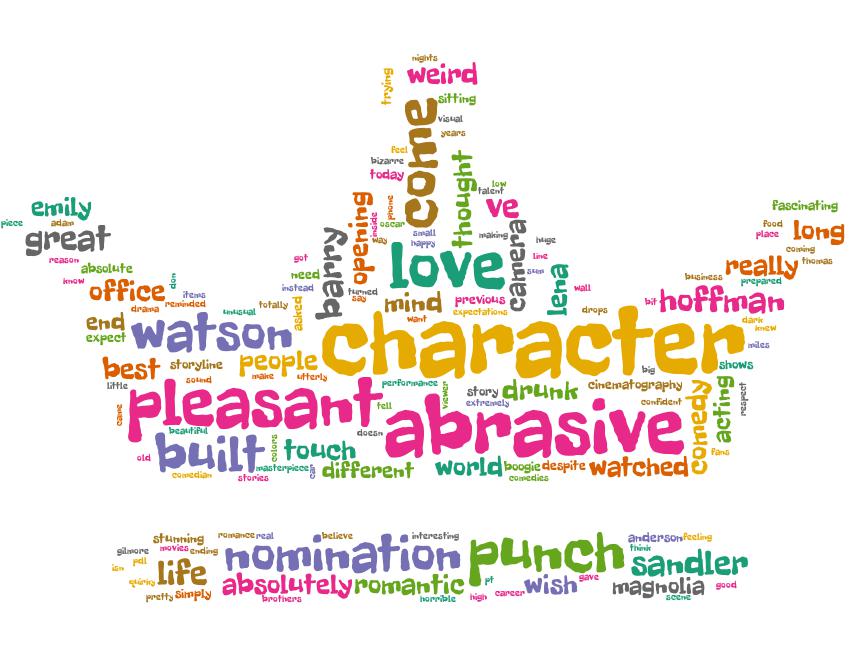 nights
weird
trying
sitting
come
visual
years
feel
bizarre
today
thought
low
talent
ve
phone
inside
opening
oscar
way
small
happy
making
camera
huge
line
sum
emily
piece
adam
great
reason
absolute
know
office
don
items
drama
reminded
fascinating
food
place
long
coming
thomas
really
business
prepared
got
need
instead
barry
turned
say
love
lena
wall
mind
want
previous
expectations
drops
bit
hoffman
dark
knew
miles
end
expect
unusual
totally
asked
watson
character
best
storyline
people
sound
make
utterly
big
shows
little
came
pleasant
performance
tell
viewer
story
extremely
drunk
cinematography
confident
comedy
acting
respect
abrasive
beautiful
doesn
old
built
colors
touch
masterpiece
car
comedian
stories
different
world
boogie
despite
watched
fans
comedies
stunning
romance
real
believe
interesting
gilmore
movies
ending
nomination
punch
anderson
feeling
think
sandler
isn
pdl
life
quirky
pretty
simply
absolutely
brothers
romantic
horrible
pt
high
career
wish
gave
magnolia
scene
good